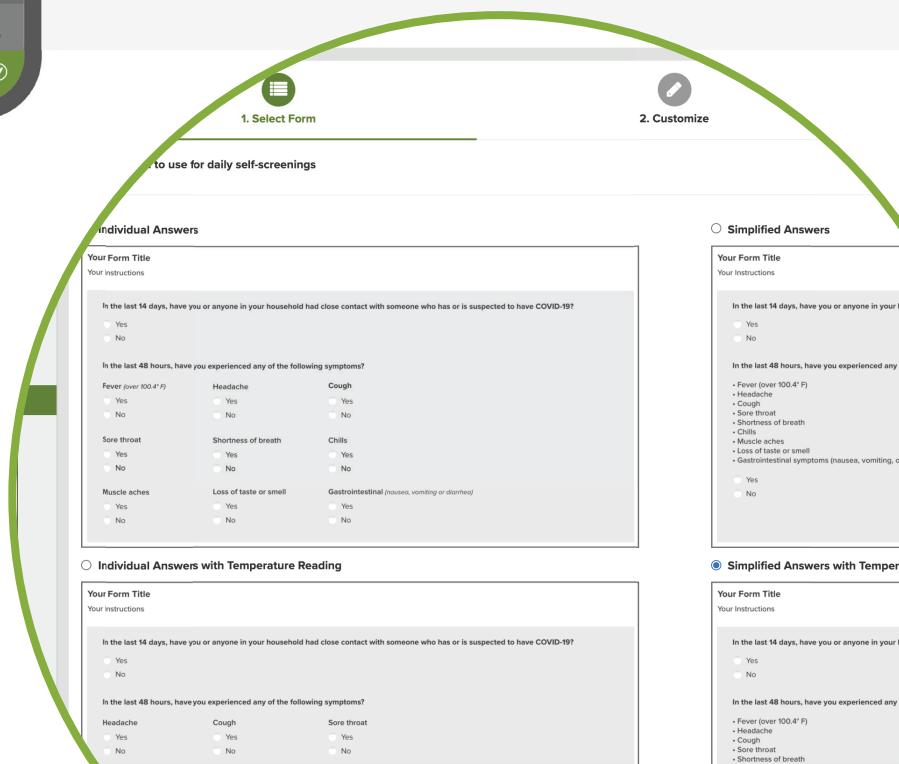 1. Select Form
2. Customize
to use for daily self-screenings
Individual Answers
Your Form Title
Your Instructions
In the last 14 days, have you or anyone in your household had close contact with someone who has or is suspected to have COVID-19?
Yes
No
In the last 48 hours, have you experienced any of the following symptoms?
Fever (over 100.4° F) Headache Cough
Yes Yes Yes
No No No
Sore throat Shortness of breath Chills
Yes Yes Yes
No No No
Muscle aches Loss of taste or smell Gastrointestinal (nausea, vomiting or diarrhea)
Yes Yes Yes
No No No
Simplified Answers
Your Form Title
Your Instructions
In the last 14 days, have you or anyone in your
Yes
No
In the last 48 hours, have you experienced any
• Fever (over 100.4° F)
• Headache
• Cough
• Sore throat
• Shortness of breath
• Chills
• Muscle aches
• Loss of taste or smell
• Gastrointestinal symptoms (nausea, vomiting,
Yes
No
Individual Answers with Temperature Reading
Your Form Title
Your Instructions
In the last 14 days, have you or anyone in your household had close contact with someone who has or is suspected to have COVID-19?
Yes
No
In the last 48 hours, have you experienced any of the following symptoms?
Headache Cough Sore throat
Yes Yes Yes
No No No
Simplified Answers with Temper
Your Form Title
Your Instructions
In the last 14 days, have you or anyone in your
Yes
No
In the last 48 hours, have you experienced any
• Fever (over 100.4° F)
• Headache
• Cough
• Sore throat
• Shortness of breath